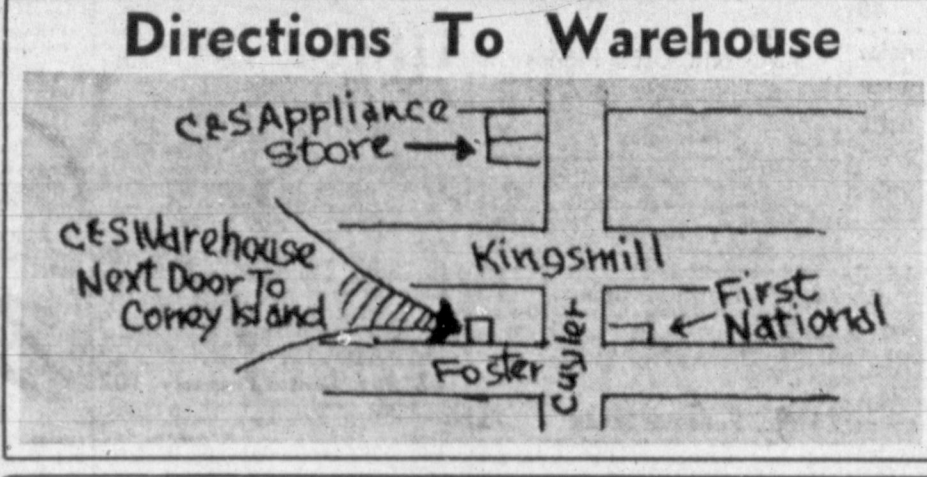 Directions To Warehouse
C&S Appliance
Store
C&S Warehouse
Next Door To
Coney Island
Kingsmill
First
National
Foster
Cuyler